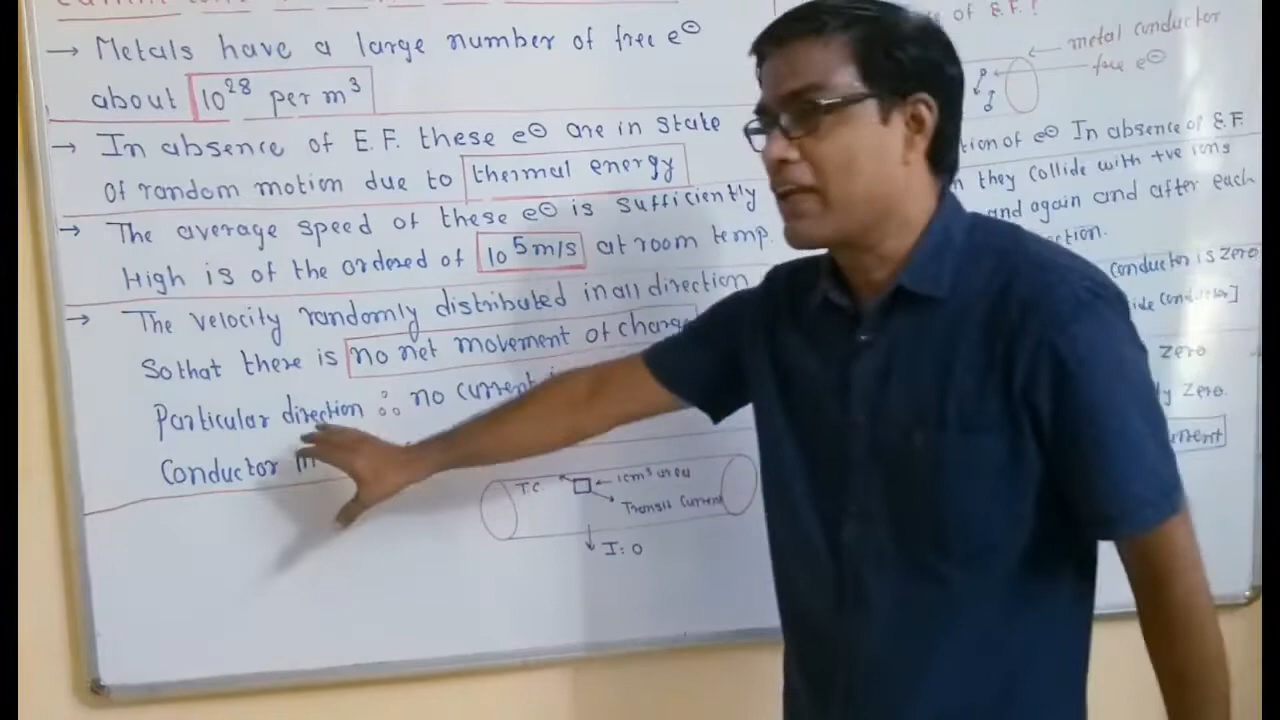 → Metals have a large number of free e⊖
about 10²⁸ per m³
→ In absence of E.F. these e⊖ are in state
of random motion due to thermal energy
→ The average speed of these e⊖ is sufficiently
High is of the ordered of 10⁵ m/s at room temp.
→ The velocity randomly distributed in all direction
So that there is no net movement of charge
Particular direction ∴ no current
Conductor
T.C.
← 1cm³ area
Transit Current
I = 0
of E.F.?
← metal conductor
free e⊖
tion of e⊖ In absence of E.F.
they collide with +ve ions
and again and after each
ction.
conductor is zero
ide conductor]
zero
zero.